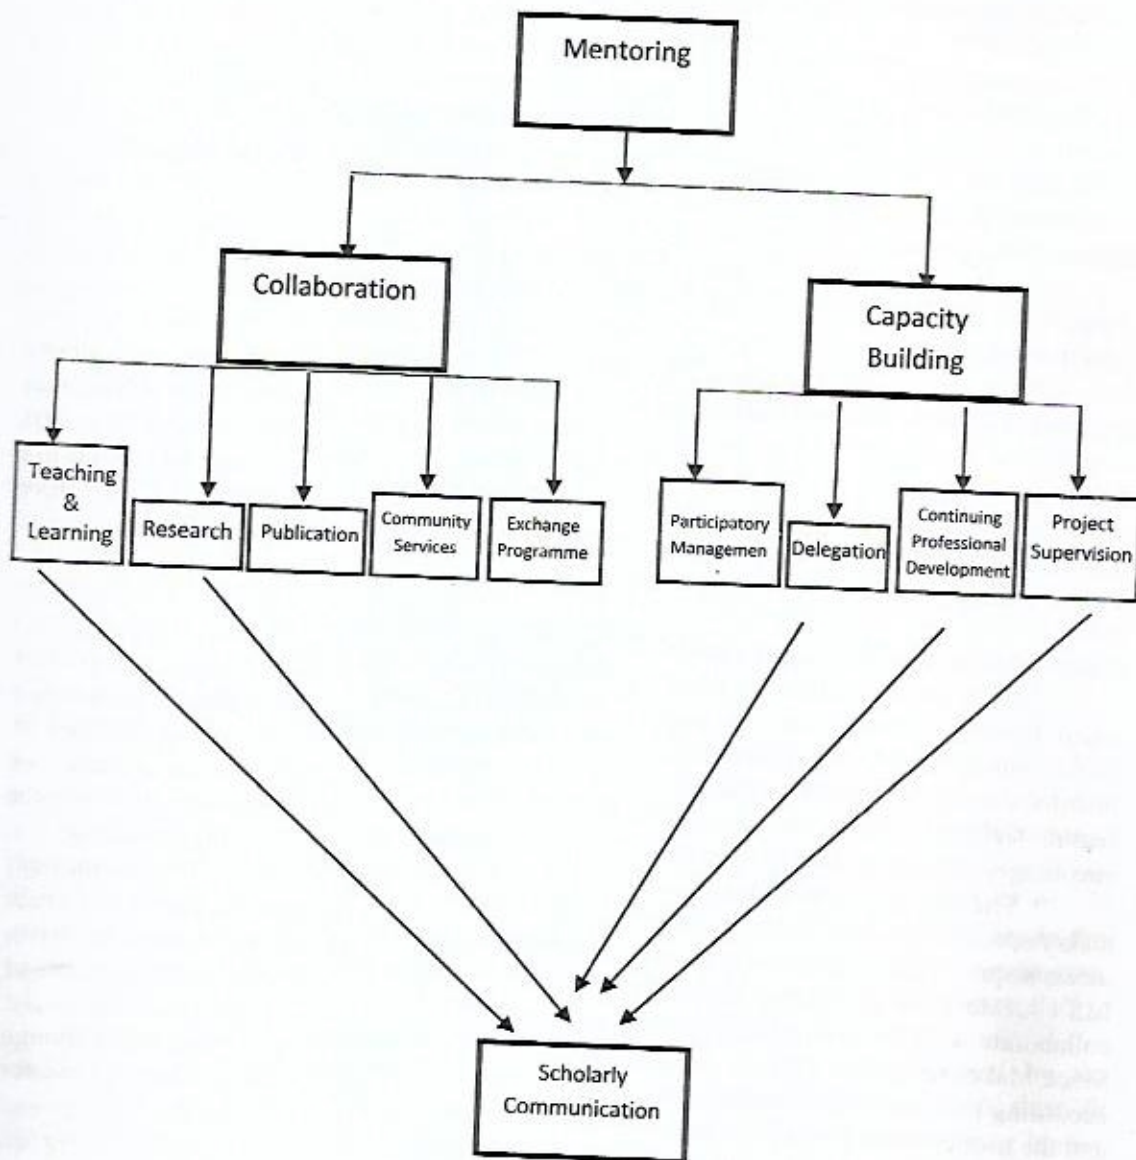 Mentoring
Collaboration
Capacity
Building
Teaching
&
Learning
Research
Publication
Community
Services
Exchange
Programme
Participatory
Managemen
Delegation
Continuing
Professional
Development
Project
Supervision
Scholarly
Communication